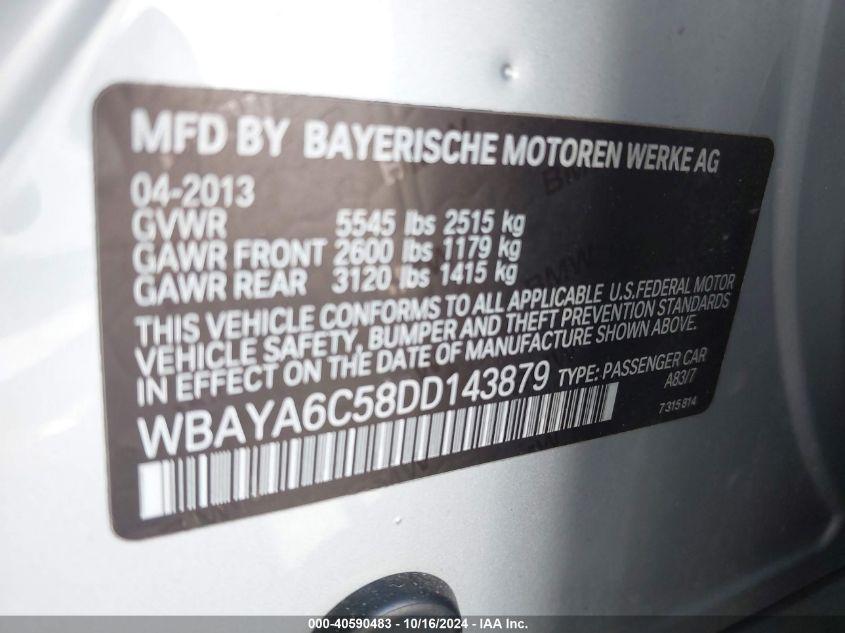 MFD BY BAYERISCHE MOTOREN WERKE AG
04-2013
GVWR 5545 lbs 2515 kg
GAWR FRONT 2600 lbs 1179 kg
GAWR REAR 3120 lbs 1415 kg
THIS VEHICLE CONFORMS TO ALL APPLICABLE U.S.FEDERAL MOTOR
VEHICLE SAFETY, BUMPER AND THEFT PREVENTION STANDARDS
IN EFFECT ON THE DATE OF MANUFACTURE SHOWN ABOVE.
WBAYA6C58DD143879 TYPE: PASSENGER CAR
A83/7
7315814
000-40590483 - 10/16/2024 - IAA Inc.